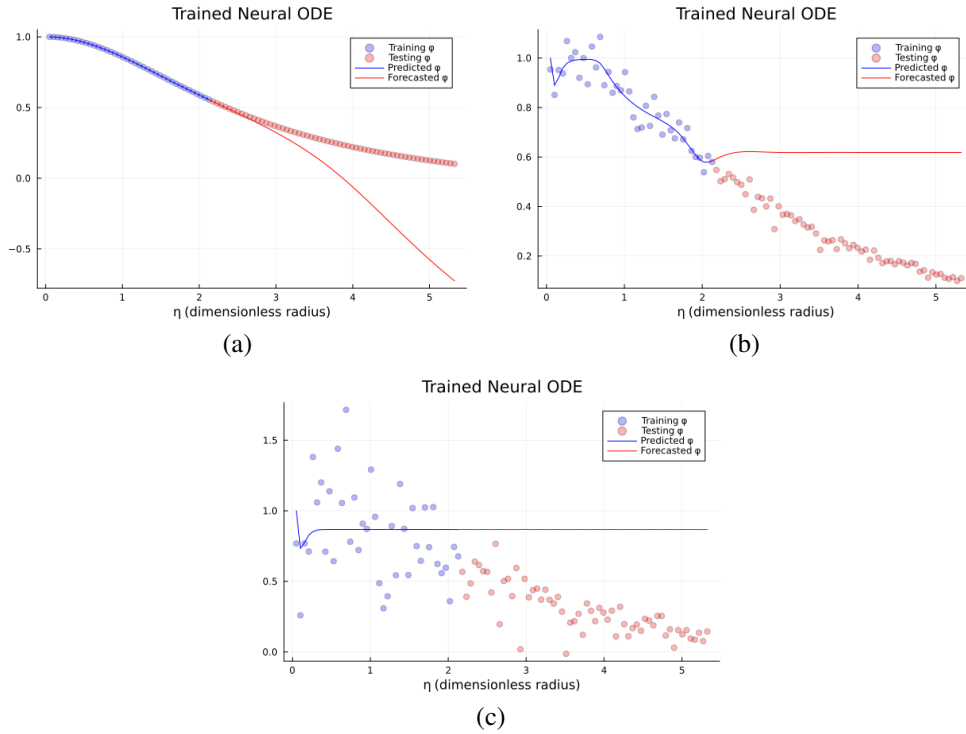 Trained Neural ODE
Training φ
Testing φ
Predicted φ
Forecasted φ
1.0
0.5
0.0
−0.5
0 1 2 3 4 5
η (dimensionless radius)
(a)
Trained Neural ODE
Training φ
Testing φ
Predicted φ
Forecasted φ
1.0
0.8
0.6
0.4
0.2
0 1 2 3 4 5
η (dimensionless radius)
(b)
Trained Neural ODE
Training φ
Testing φ
Predicted φ
Forecasted φ
1.5
1.0
0.5
0.0
0 1 2 3 4 5
η (dimensionless radius)
(c)